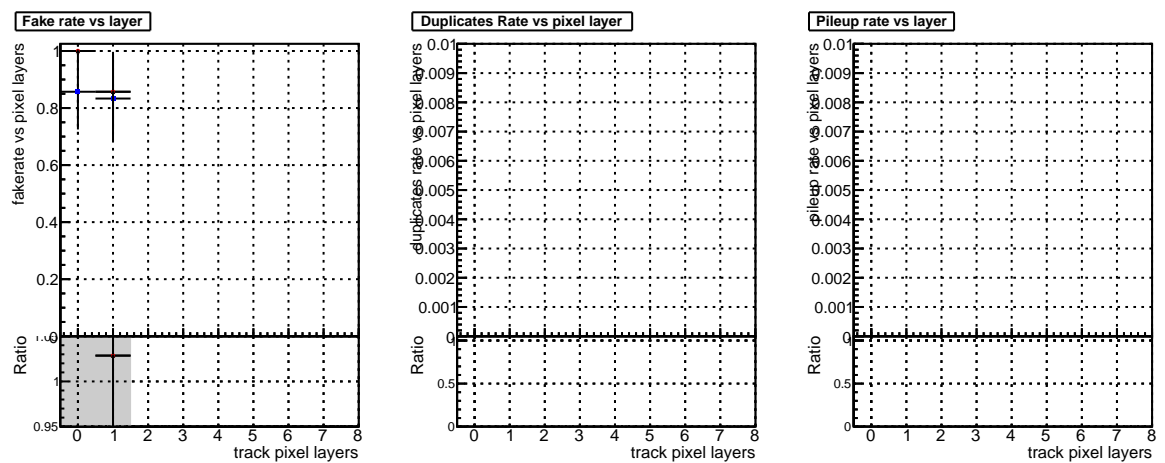 Fake rate vs layer
fakerate vs pixel layers
1
0.8
0.6
0.4
0.2
Ratio
1
0.95
0 1 2 3 4 5 6 7 8
track pixel layers
Duplicates Rate vs pixel layer
duplicates rate vs pixel layers
0.01
0.009
0.008
0.007
0.006
0.005
0.004
0.003
0.002
0.001
0
Ratio
1
0.5
0
0 1 2 3 4 5 6 7 8
track pixel layers
Pileup rate vs layer
pileup rate vs pixel layers
0.01
0.009
0.008
0.007
0.006
0.005
0.004
0.003
0.002
0.001
0
Ratio
1
0.5
0
0 1 2 3 4 5 6 7 8
track pixel layers